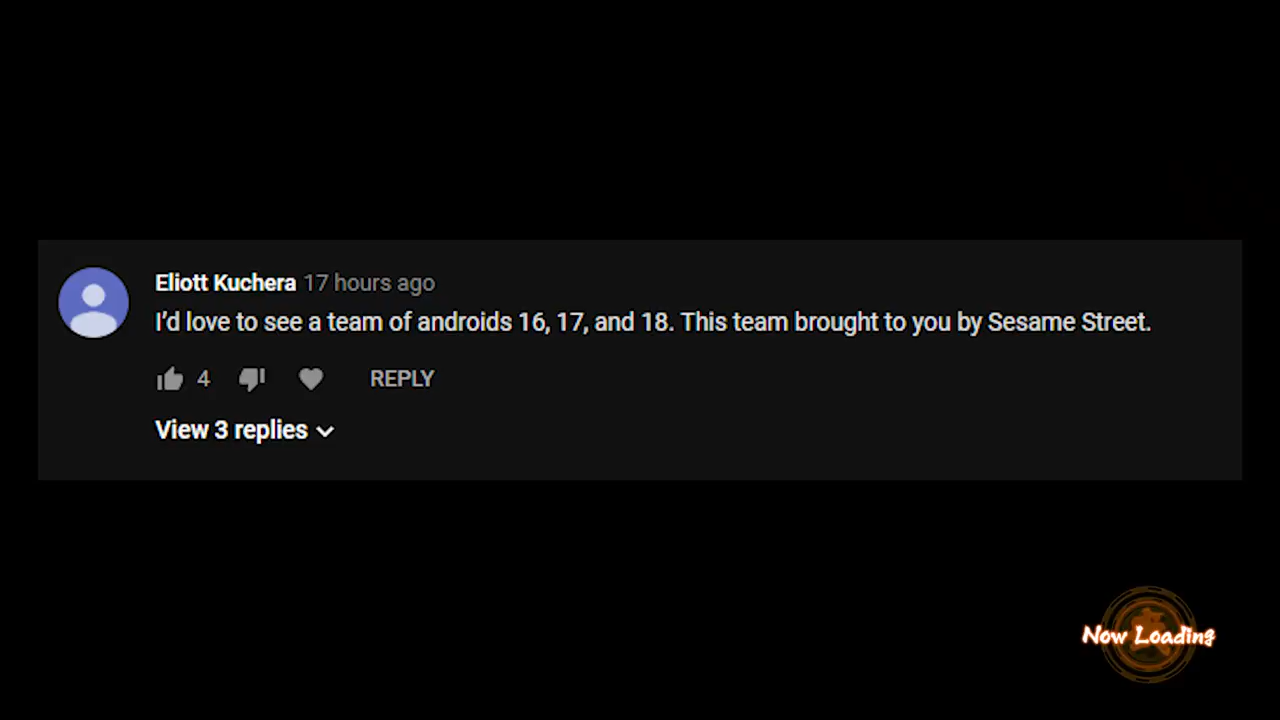 Eliott Kuchera 17 hours ago
I’d love to see a team of androids 16, 17, and 18. This team brought to you by Sesame Street.
4 REPLY
View 3 replies
Now Loading